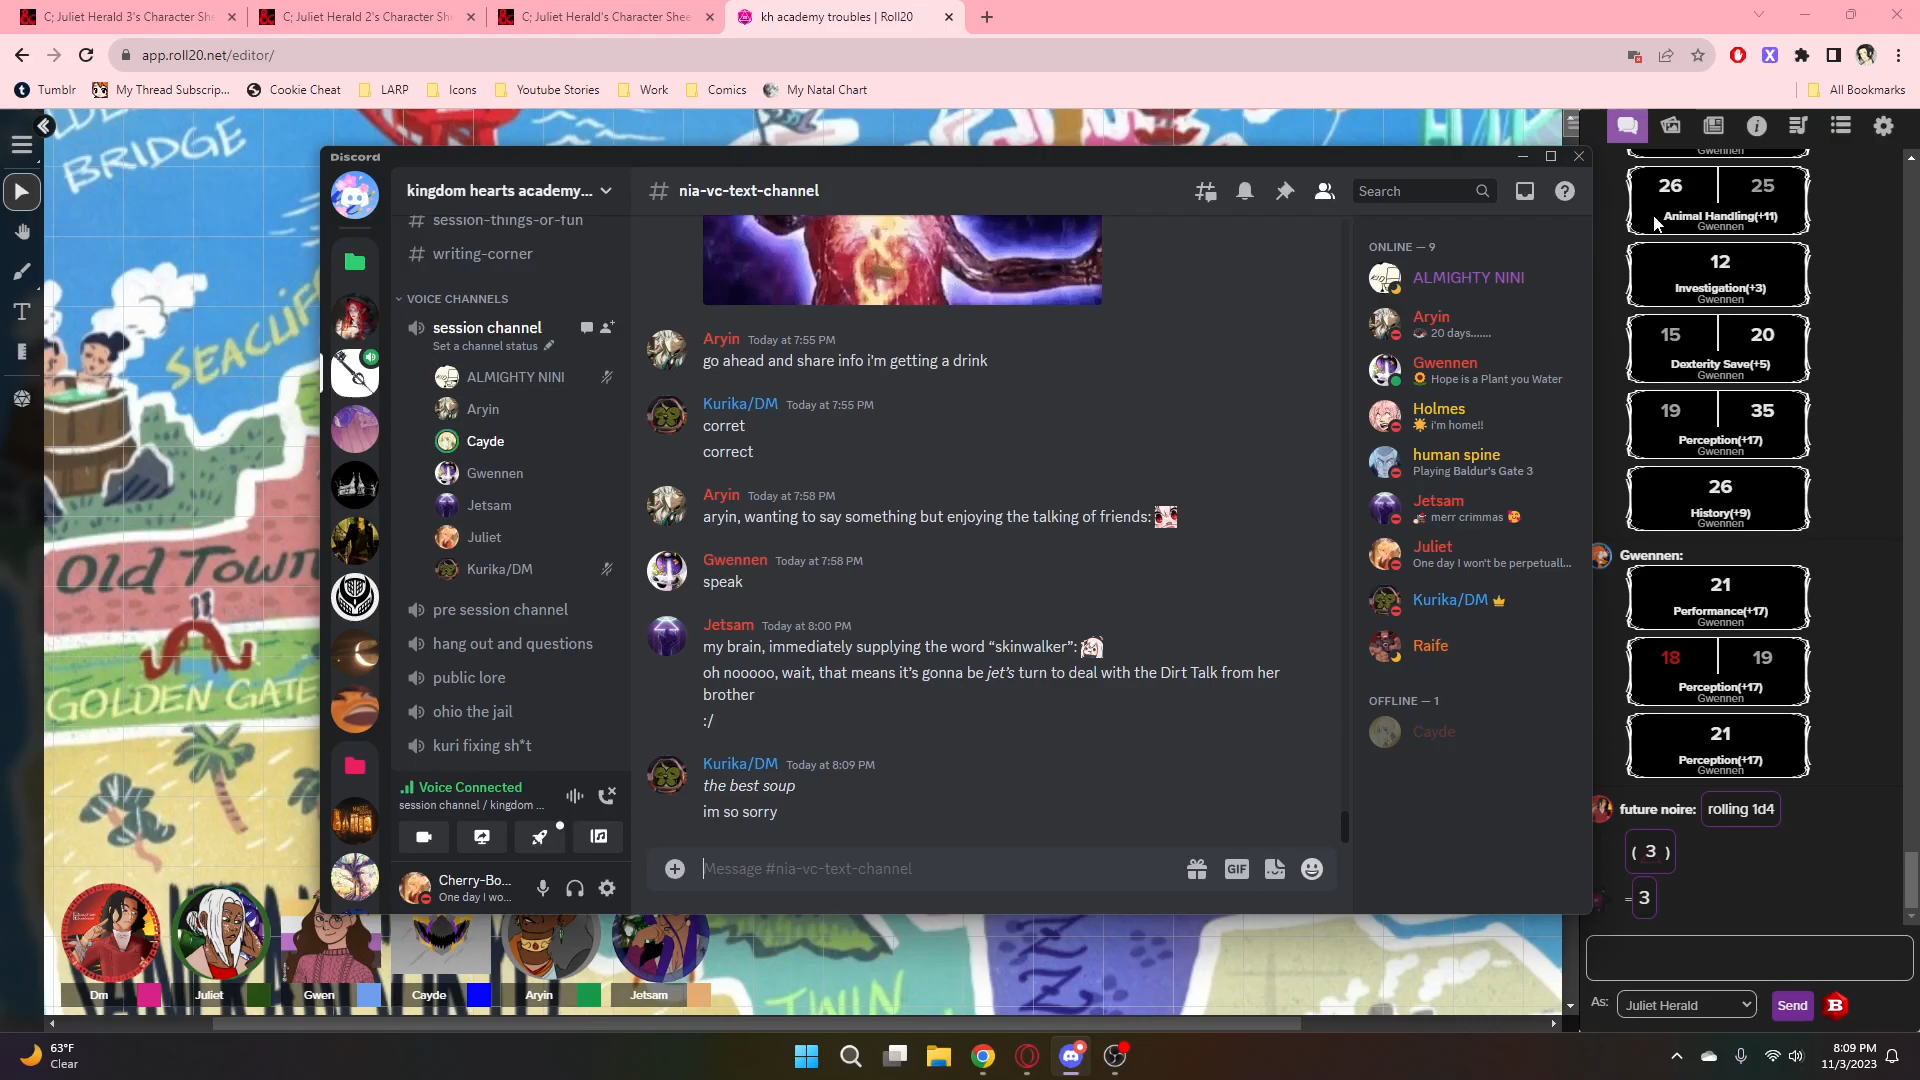 C; Juliet Herald 3's Character She
C; Juliet Herald 2's Character She
C; Juliet Herald's Character Shee
kh academy troubles | Roll20
app.roll20.net/editor/
Tumblr
My Thread Subscrip...
Cookie Cheat
LARP
Icons
Youtube Stories
Work
Comics
My Natal Chart
All Bookmarks
BRIDGE
OLD TOWN
GOLDEN GATE
TWIN
Discord
kingdom hearts academy...
# session-things-or-fun
# writing-corner
VOICE CHANNELS
session channel
Set a channel status
ALMIGHTY NINI
Aryin
Cayde
Gwennen
Jetsam
Juliet
Kurika/DM
pre session channel
hang out and questions
public lore
ohio the jail
kuri fixing sh*t
Voice Connected
session channel / kingdom ...
Cherry-Bo...
One day I wo...
# nia-vc-text-channel
Search
Aryin Today at 7:55 PM
go ahead and share info i'm getting a drink
Kurika/DM Today at 7:55 PM
corret
correct
Aryin Today at 7:58 PM
aryin, wanting to say something but enjoying the talking of friends:
Gwennen Today at 7:58 PM
speak
Jetsam Today at 8:00 PM
my brain, immediately supplying the word “skinwalker”:
oh nooooo, wait, that means it's gonna be jet's turn to deal with the Dirt Talk from her
brother
:/
Kurika/DM Today at 8:09 PM
the best soup
im so sorry
Message #nia-vc-text-channel
GIF
ONLINE — 9
ALMIGHTY NINI
Aryin
20 days.......
Gwennen
Hope is a Plant you Water
Holmes
i'm home!!
human spine
Playing Baldur's Gate 3
Jetsam
merr crimmas
Juliet
One day I won't be perpetuall...
Kurika/DM
Raife
OFFLINE — 1
Cayde
Gwennen
26 25
Animal Handling(+11)
Gwennen
12
Investigation(+3)
Gwennen
15 20
Dexterity Save(+5)
Gwennen
19 35
Perception(+17)
Gwennen
26
History(+9)
Gwennen
Gwennen:
21
Performance(+17)
Gwennen
18 19
Perception(+17)
Gwennen
21
Perception(+17)
Gwennen
future noire: rolling 1d4
( 3 )
= 3
As: Juliet Herald
Send
B
Dm
Juliet
Gwen
Cayde
Aryin
Jetsam
63°F
Clear
8:09 PM
11/3/2023